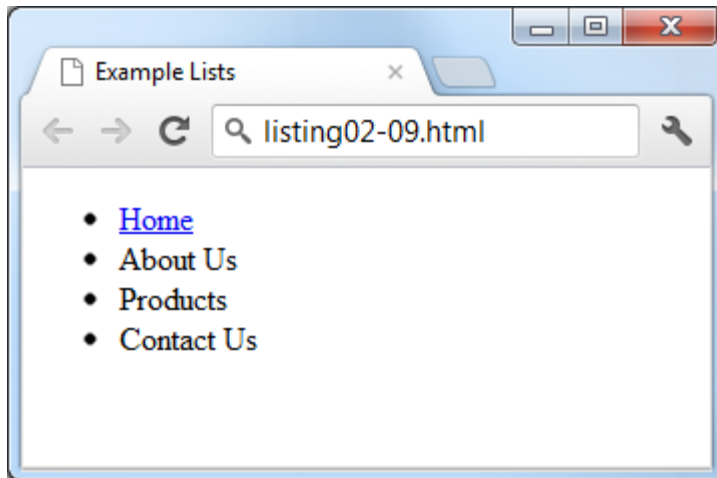 Example Lists
listing02-09.html
Home
About Us
Products
Contact Us